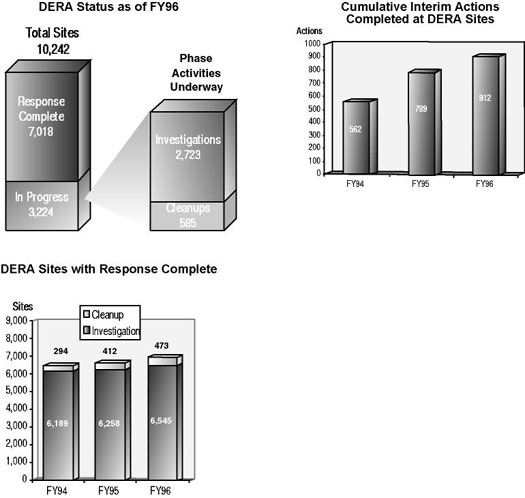 DERA Status as of FY96
Total Sites
10,242
Response
Complete
7,018
In Progress
3,224
Phase
Activities
Underway
Investigations
2,723
Cleanups
585
Cumulative Interim Actions
Completed at DERA Sites
Actions
1000
900
800
700
600
500
400
300
200
100
0
562
789
912
FY94
FY95
FY96
DERA Sites with Response Complete
Sites
Cleanup
Investigation
9,000
8,000
7,000
6,000
5,000
4,000
3,000
2,000
1,000
0
294
412
473
6,189
6,258
6,545
FY94
FY95
FY96